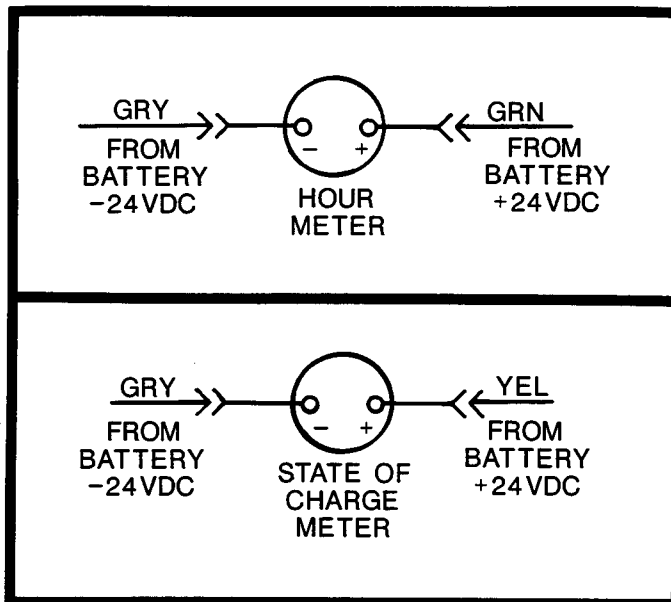 GRY
FROM
BATTERY
-24VDC
- +
HOUR
METER
GRN
FROM
BATTERY
+24VDC
GRY
FROM
BATTERY
-24VDC
- +
STATE OF
CHARGE
METER
YEL
FROM
BATTERY
+24VDC